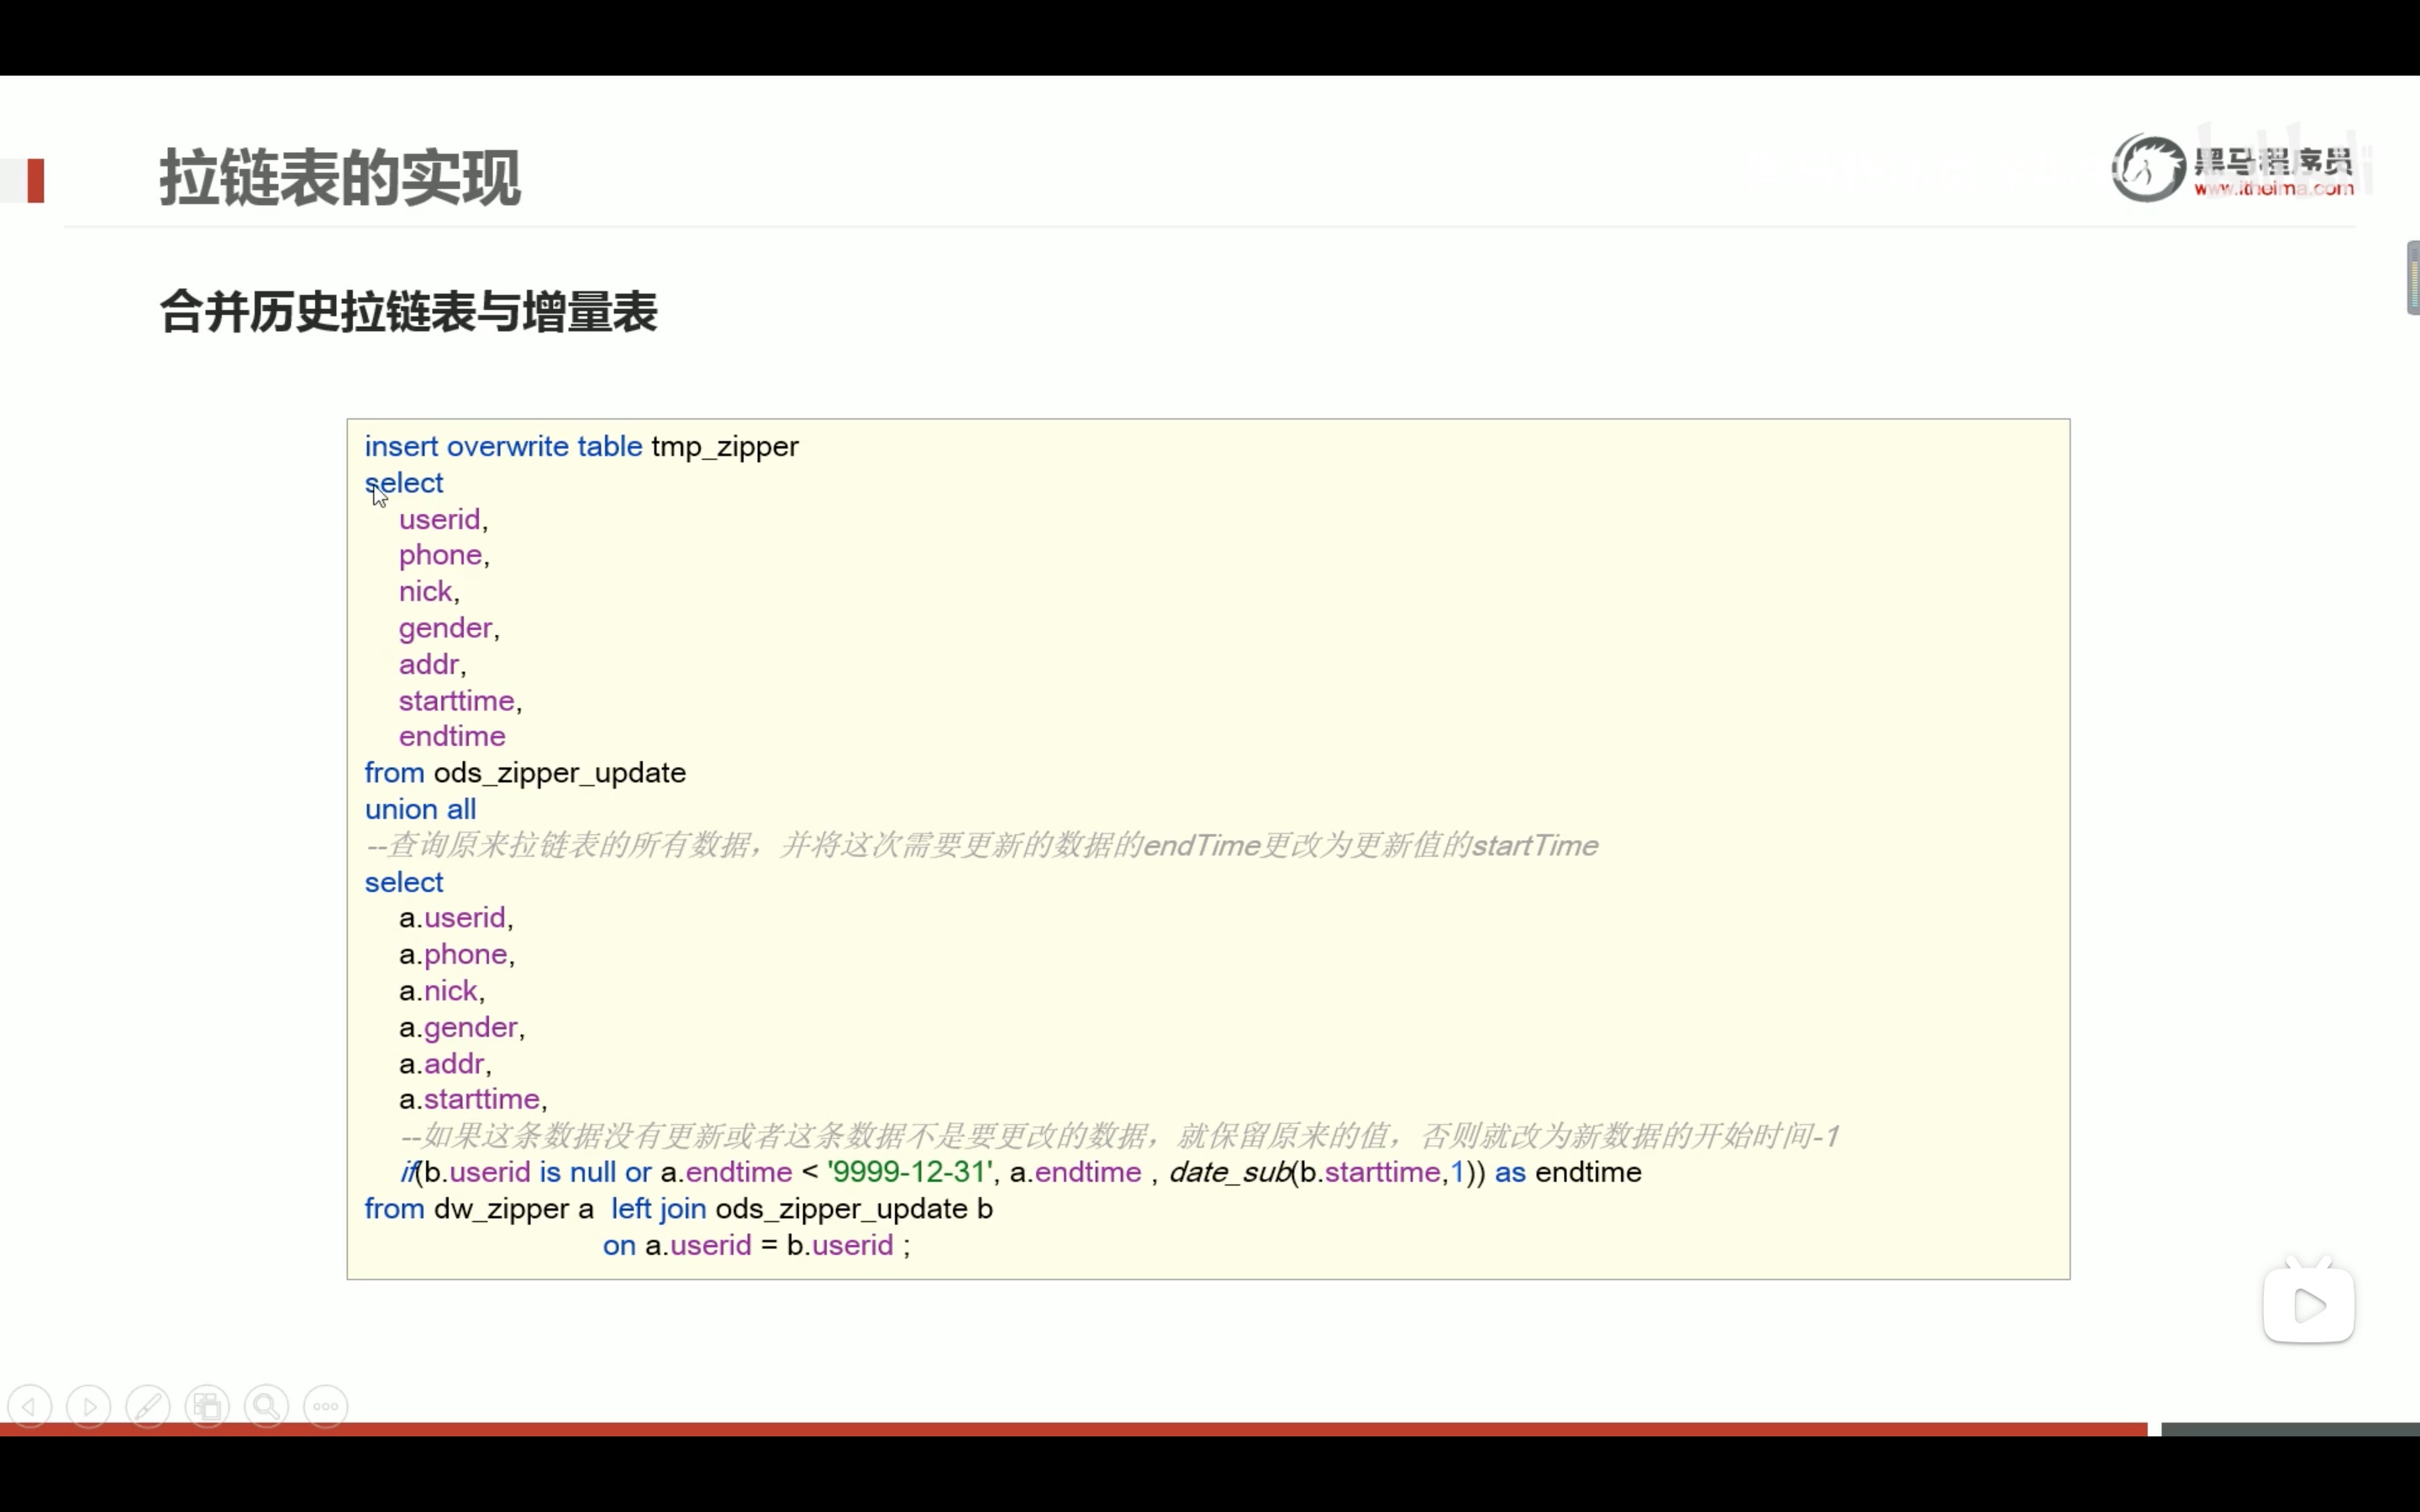 拉链表的实现
黑马程序员
www.itheima.com
合并历史拉链表与增量表
insert overwrite table tmp_zipper
select
userid,
phone,
nick,
gender,
addr,
starttime,
endtime
from ods_zipper_update
union all
--查询原来拉链表的所有数据，并将这次需要更新的数据的endTime更改为更新值的startTime
select
a.userid,
a.phone,
a.nick,
a.gender,
a.addr,
a.starttime,
--如果这条数据没有更新或者这条数据不是要更改的数据，就保留原来的值，否则就改为新数据的开始时间-1
if(b.userid is null or a.endtime < '9999-12-31', a.endtime , date_sub(b.starttime,1)) as endtime
from dw_zipper a left join ods_zipper_update b
on a.userid = b.userid ;